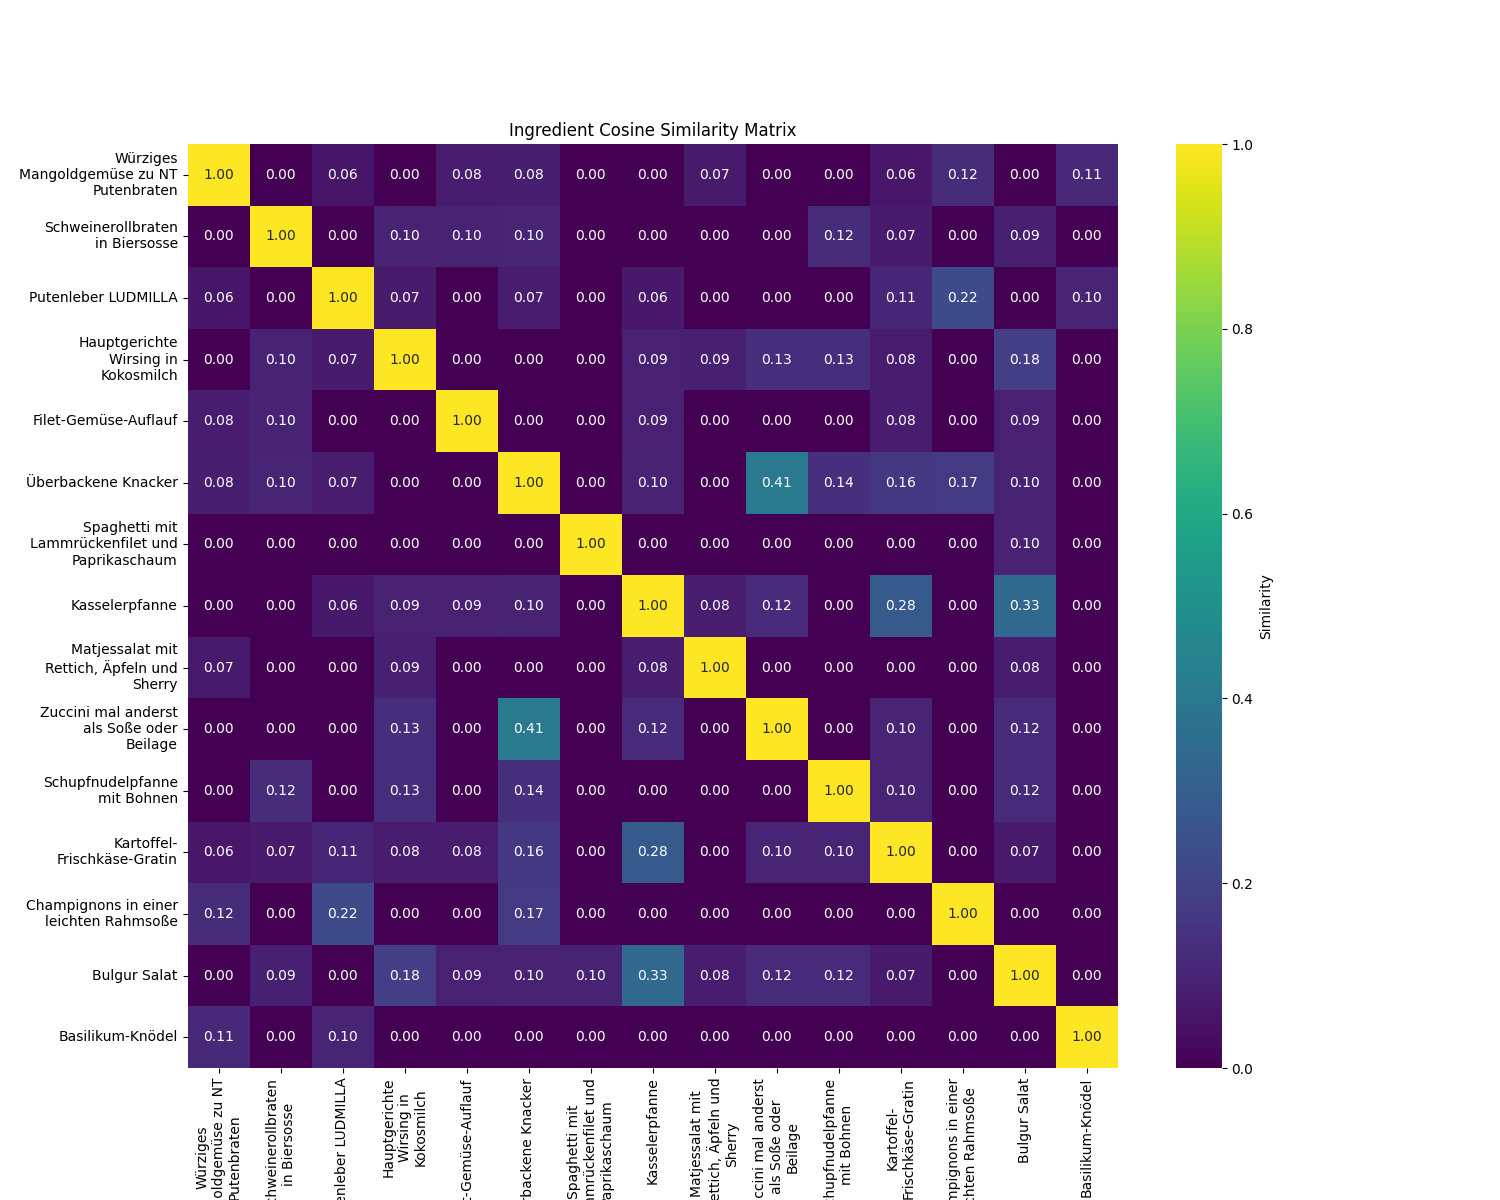 Ingredient Cosine Similarity Matrix
Würziges
Mangoldgemüse zu NT
Putenbraten
1.00 0.00 0.06 0.00 0.08 0.08 0.00 0.00 0.07 0.00 0.00 0.06 0.12 0.00 0.11
Schweinerollbraten
in Biersosse
0.00 1.00 0.00 0.10 0.10 0.10 0.00 0.00 0.00 0.00 0.12 0.07 0.00 0.09 0.00
Putenleber LUDMILLA
0.06 0.00 1.00 0.07 0.00 0.07 0.00 0.06 0.00 0.00 0.00 0.11 0.22 0.00 0.10
Hauptgerichte
Wirsing in
Kokosmilch
0.00 0.10 0.07 1.00 0.00 0.00 0.00 0.09 0.09 0.13 0.13 0.08 0.00 0.18 0.00
Filet-Gemüse-Auflauf
0.08 0.10 0.00 0.00 1.00 0.00 0.00 0.09 0.00 0.00 0.00 0.08 0.00 0.09 0.00
Überbackene Knacker
0.08 0.10 0.07 0.00 0.00 1.00 0.00 0.10 0.00 0.41 0.14 0.16 0.17 0.10 0.00
Spaghetti mit
Lammrückenfilet und
Paprikaschaum
0.00 0.00 0.00 0.00 0.00 0.00 1.00 0.00 0.00 0.00 0.00 0.00 0.00 0.10 0.00
Kasselerpfanne
0.00 0.00 0.06 0.09 0.09 0.10 0.00 1.00 0.08 0.12 0.00 0.28 0.00 0.33 0.00
Matjessalat mit
Rettich, Äpfeln und
Sherry
0.07 0.00 0.00 0.09 0.00 0.00 0.00 0.08 1.00 0.00 0.00 0.00 0.00 0.08 0.00
Zuccini mal anderst
als Soße oder
Beilage
0.00 0.00 0.00 0.13 0.00 0.41 0.00 0.12 0.00 1.00 0.00 0.10 0.00 0.12 0.00
Schupfnudelpfanne
mit Bohnen
0.00 0.12 0.00 0.13 0.00 0.14 0.00 0.00 0.00 0.00 1.00 0.10 0.00 0.12 0.00
Kartoffel-
Frischkäse-Gratin
0.06 0.07 0.11 0.08 0.08 0.16 0.00 0.28 0.00 0.10 0.10 1.00 0.00 0.07 0.00
Champignons in einer
leichten Rahmsoße
0.12 0.00 0.22 0.00 0.00 0.17 0.00 0.00 0.00 0.00 0.00 0.00 1.00 0.00 0.00
Bulgur Salat
0.00 0.09 0.00 0.18 0.09 0.10 0.10 0.33 0.08 0.12 0.12 0.07 0.00 1.00 0.00
Basilikum-Knödel
0.11 0.00 0.10 0.00 0.00 0.00 0.00 0.00 0.00 0.00 0.00 0.00 0.00 0.00 1.00
Würziges
oldgemüse zu NT
Putenbraten
chweinerollbraten
in Biersosse
enleber LUDMILLA
Hauptgerichte
Wirsing in
Kokosmilch
t-Gemüse-Auflauf
rbackene Knacker
Spaghetti mit
mrückenfilet und
aprikaschaum
Kasselerpfanne
Matjessalat mit
ettich, Äpfeln und
Sherry
ccini mal anderst
als Soße oder
Beilage
hupfnudelpfanne
mit Bohnen
Kartoffel-
Frischkäse-Gratin
mpignons in einer
chten Rahmsoße
Bulgur Salat
Basilikum-Knödel
1.0
0.8
0.6
0.4
0.2
0.0
Similarity